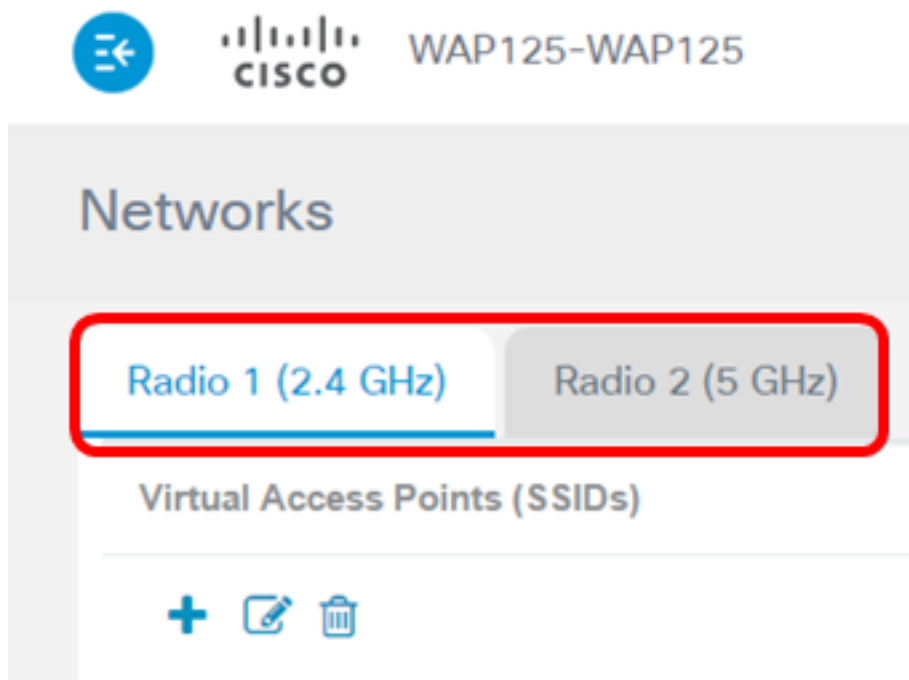 CISCO
WAP125-WAP125
Networks
Radio 1 (2.4 GHz)
Radio 2 (5 GHz)
Virtual Access Points (SSIDs)